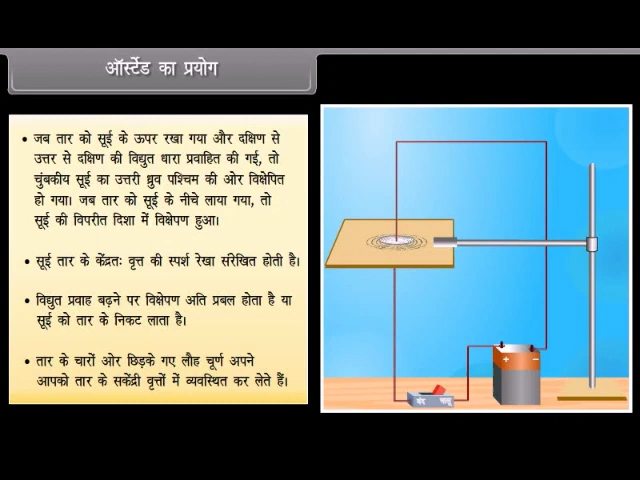 ऑर्स्टेड का प्रयोग
• जब तार को सूई के ऊपर रखा गया और दक्षिण से
उत्तर से दक्षिण की विद्युत धारा प्रवाहित की गई, तो
चुंबकीय सूई का उत्तरी ध्रुव पश्चिम की ओर विक्षेपित
हो गया। जब तार को सूई के नीचे लाया गया, तो
सूई की विपरीत दिशा में विक्षेपण हुआ।
• सूई तार के केंद्रतः वृत्त की स्पर्श रेखा संरेखित होती है।
• विद्युत प्रवाह बढ़ने पर विक्षेपण अति प्रबल होता है या
सूई को तार के निकट लाता है।
• तार के चारों ओर छिड़के गए लौह चूर्ण अपने
आपको तार के सकेंद्री वृत्तों में व्यवस्थित कर लेते हैं।
+ −
बंद चालू